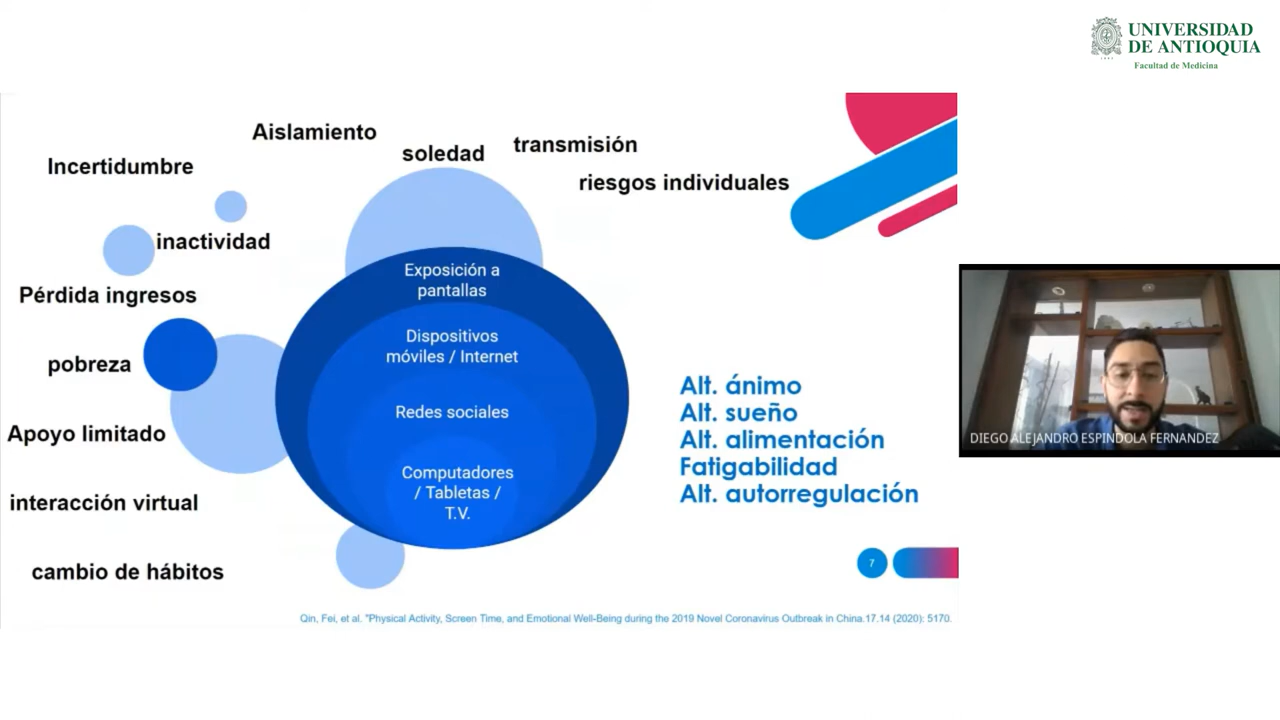 UNIVERSIDAD
DE ANTIOQUIA
Facultad de Medicina
Aislamiento
soledad
transmisión
riesgos individuales
Incertidumbre
inactividad
Pérdida ingresos
pobreza
Apoyo limitado
interacción virtual
cambio de hábitos
Exposición a
pantallas
Dispositivos
móviles / Internet
Redes sociales
Computadores
/ Tabletas /
T.V.
Alt. ánimo
Alt. sueño
Alt. alimentación
Fatigabilidad
Alt. autorregulación
DIEGO ALEJANDRO ESPINDOLA FERNANDEZ
7
Qin, Fei, et al. "Physical Activity, Screen Time, and Emotional Well-Being during the 2019 Novel Coronavirus Outbreak in China.17.14 (2020): 5170.